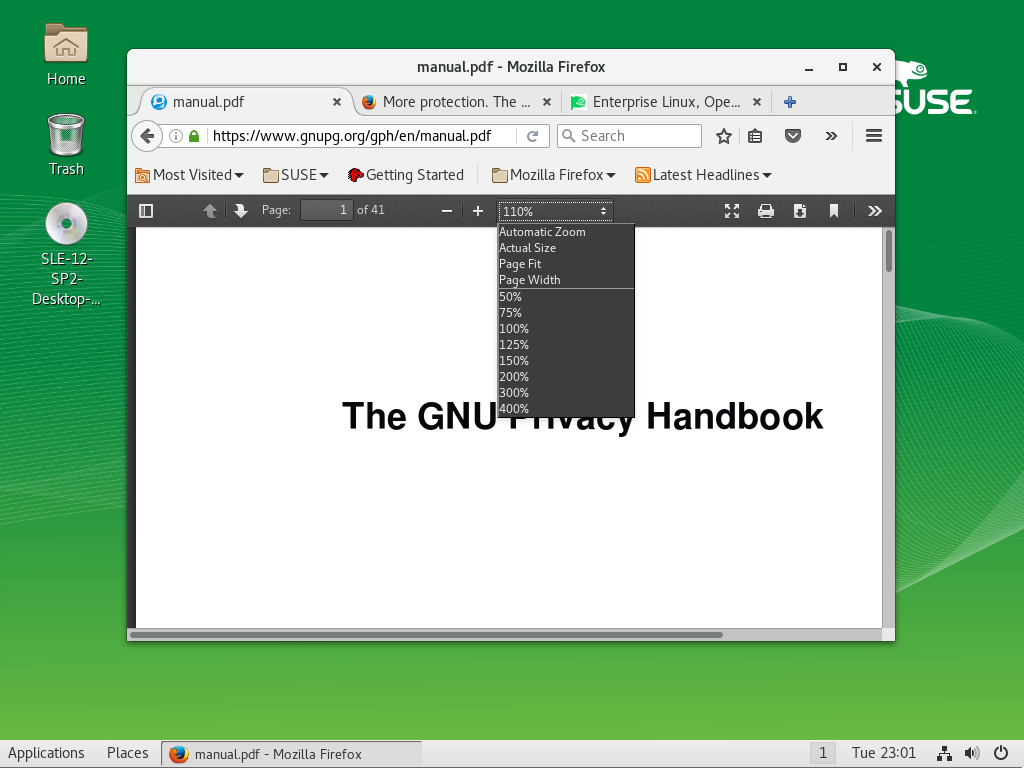 Home
Trash
SLE-12-
SP2-
Desktop-...
SUSE
manual.pdf - Mozilla Firefox
manual.pdf
More protection. The ...
Enterprise Linux, Ope...
https://www.gnupg.org/gph/en/manual.pdf
Search
Most Visited
SUSE
Getting Started
Mozilla Firefox
Latest Headlines
Page: 1 of 41
110%
Automatic Zoom
Actual Size
Page Fit
Page Width
50%
75%
100%
125%
150%
200%
300%
400%
The GNU Privacy Handbook
Applications
Places
manual.pdf - Mozilla Firefox
1
Tue 23:01